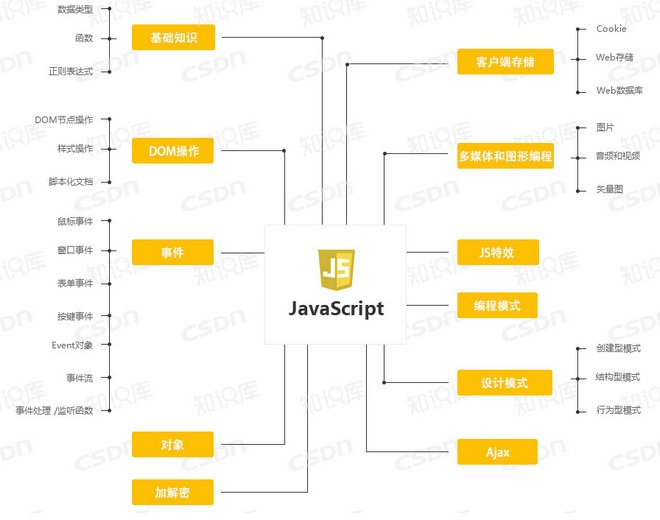 数据类型
函数
正则表达式
基础知识
DOM节点操作
样式操作
脚本化文档
DOM操作
鼠标事件
窗口事件
表单事件
按键事件
Event对象
事件流
事件处理 /监听函数
事件
对象
加解密
JS
JavaScript
客户端存储
Cookie
Web存储
Web数据库
多媒体和图形编程
图片
音频和视频
矢量图
JS特效
编程模式
设计模式
创建型模式
结构型模式
行为型模式
Ajax
CSDN
知识库